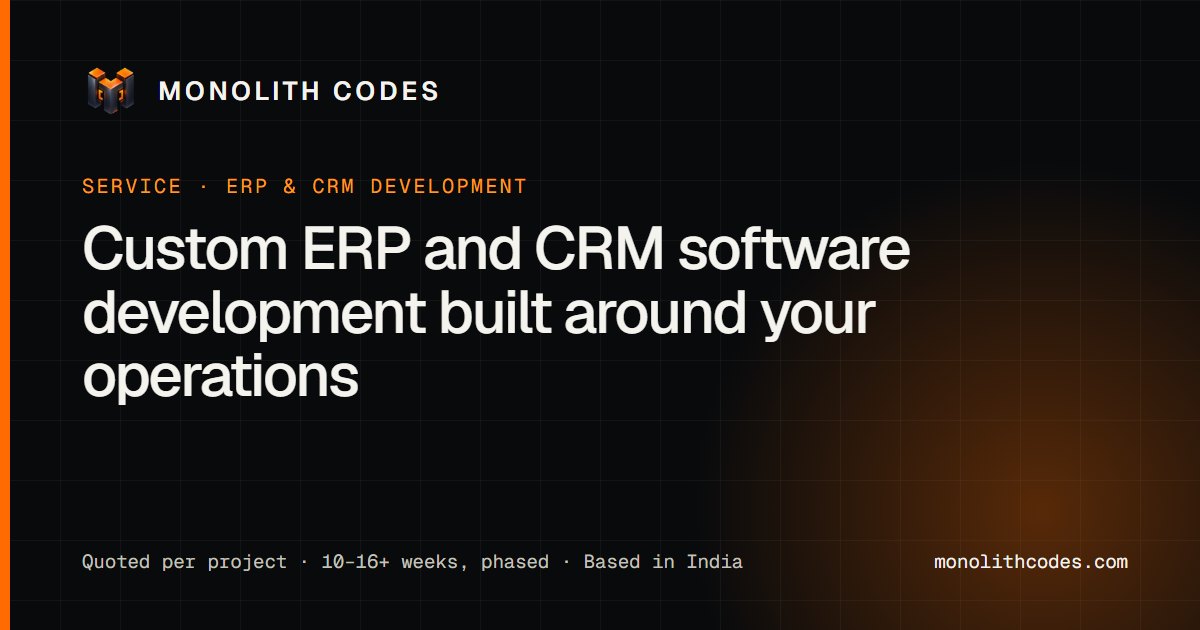 MONOLITH CODES
SERVICE · ERP & CRM DEVELOPMENT
Custom ERP and CRM software
development built around your
operations
Quoted per project · 10–16+ weeks, phased · Based in India
monolithcodes.com